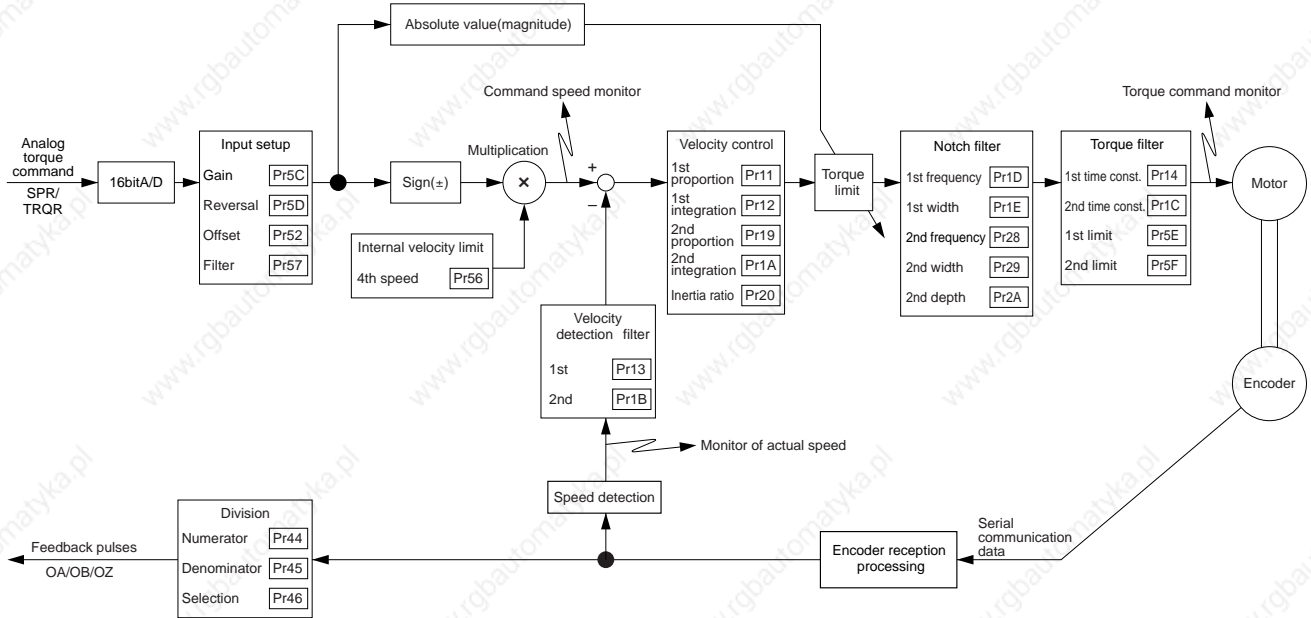 Absolute value(magnitude)
Command speed monitor
Torque command monitor
Analog
torque
command
SPR/
TRQR
16bitA/D
Input setup
Gain Pr5C
Reversal Pr5D
Offset Pr52
Filter Pr57
Sign(±)
Multiplication
×
+
−
Internal velocity limit
4th speed Pr56
Velocity control
1st
proportion Pr11
1st
integration Pr12
2nd
proportion Pr19
2nd
integration Pr1A
Inertia ratio Pr20
Torque
limit
Notch filter
1st frequency Pr1D
1st width Pr1E
2nd frequency Pr28
2nd width Pr29
2nd depth Pr2A
Torque filter
1st time const. Pr14
2nd time const. Pr1C
1st limit Pr5E
2nd limit Pr5F
Motor
Encoder
Velocity
detection filter
1st Pr13
2nd Pr1B
Monitor of actual speed
Speed detection
Serial
communication
data
Encoder reception
processing
Division
Numerator Pr44
Denominator Pr45
Selection Pr46
Feedback pulses
OA/OB/OZ
www.rgbautomatyka.pl